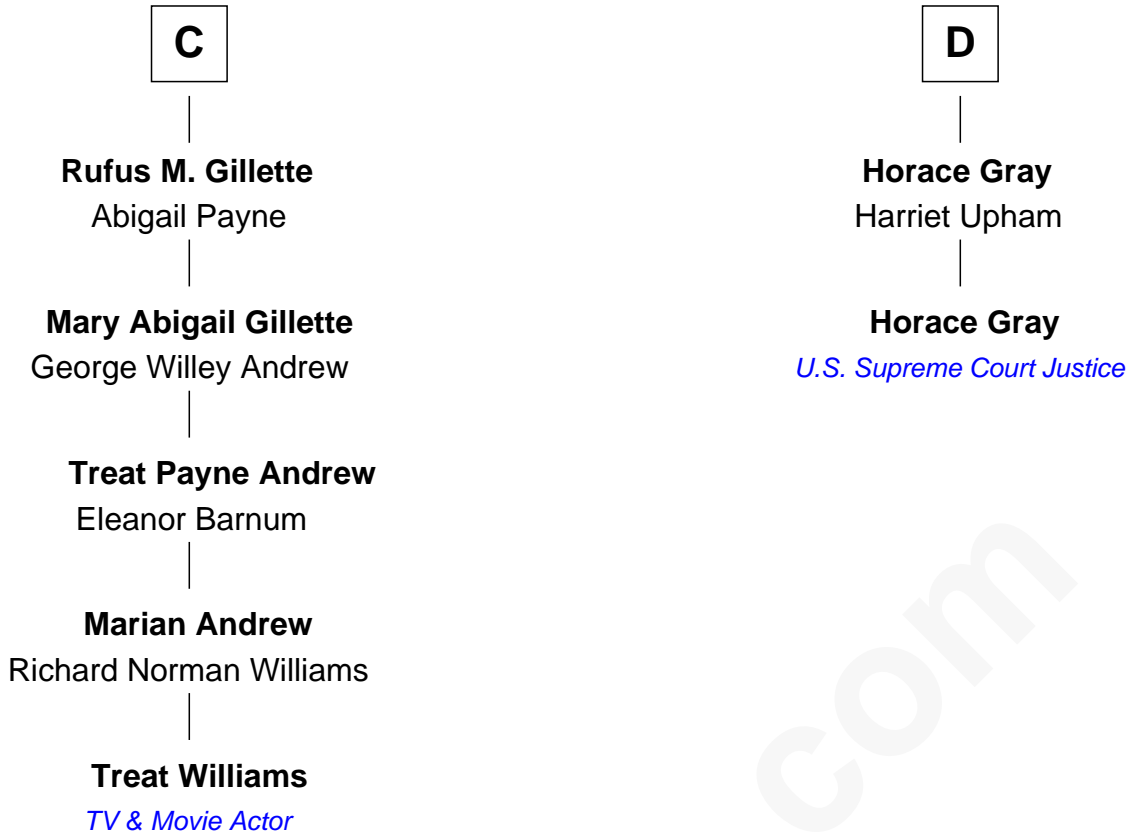 C
Rufus M. Gillette
Abigail Payne
Mary Abigail Gillette
George Willey Andrew
Treat Payne Andrew
Eleanor Barnum
Marian Andrew
Richard Norman Williams
Treat Williams
TV & Movie Actor
D
Horace Gray
Harriet Upham
Horace Gray
U.S. Supreme Court Justice
com